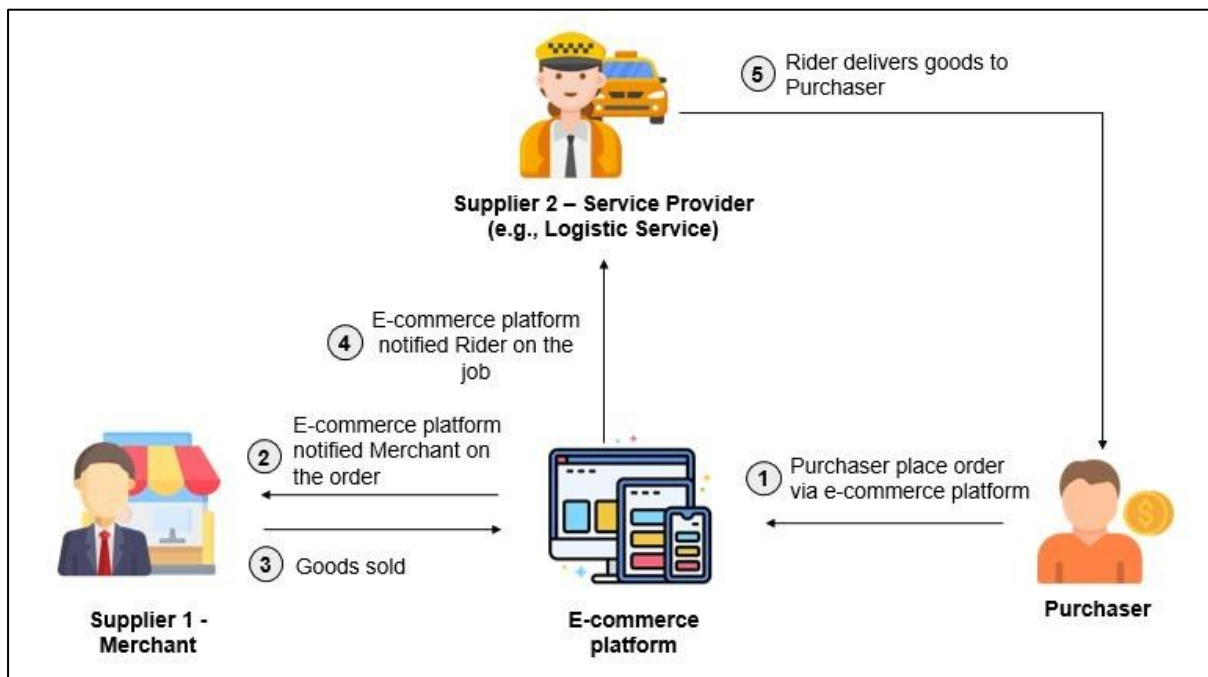 5
Rider delivers goods to
Purchaser
Supplier 2 – Service Provider
(e.g., Logistic Service)
4
E-commerce platform
notified Rider on the
job
2
E-commerce platform
notified Merchant on
the order
1
Purchaser place order
via e-commerce platform
3
Goods sold
$
Supplier 1 -
Merchant
E-commerce
platform
Purchaser